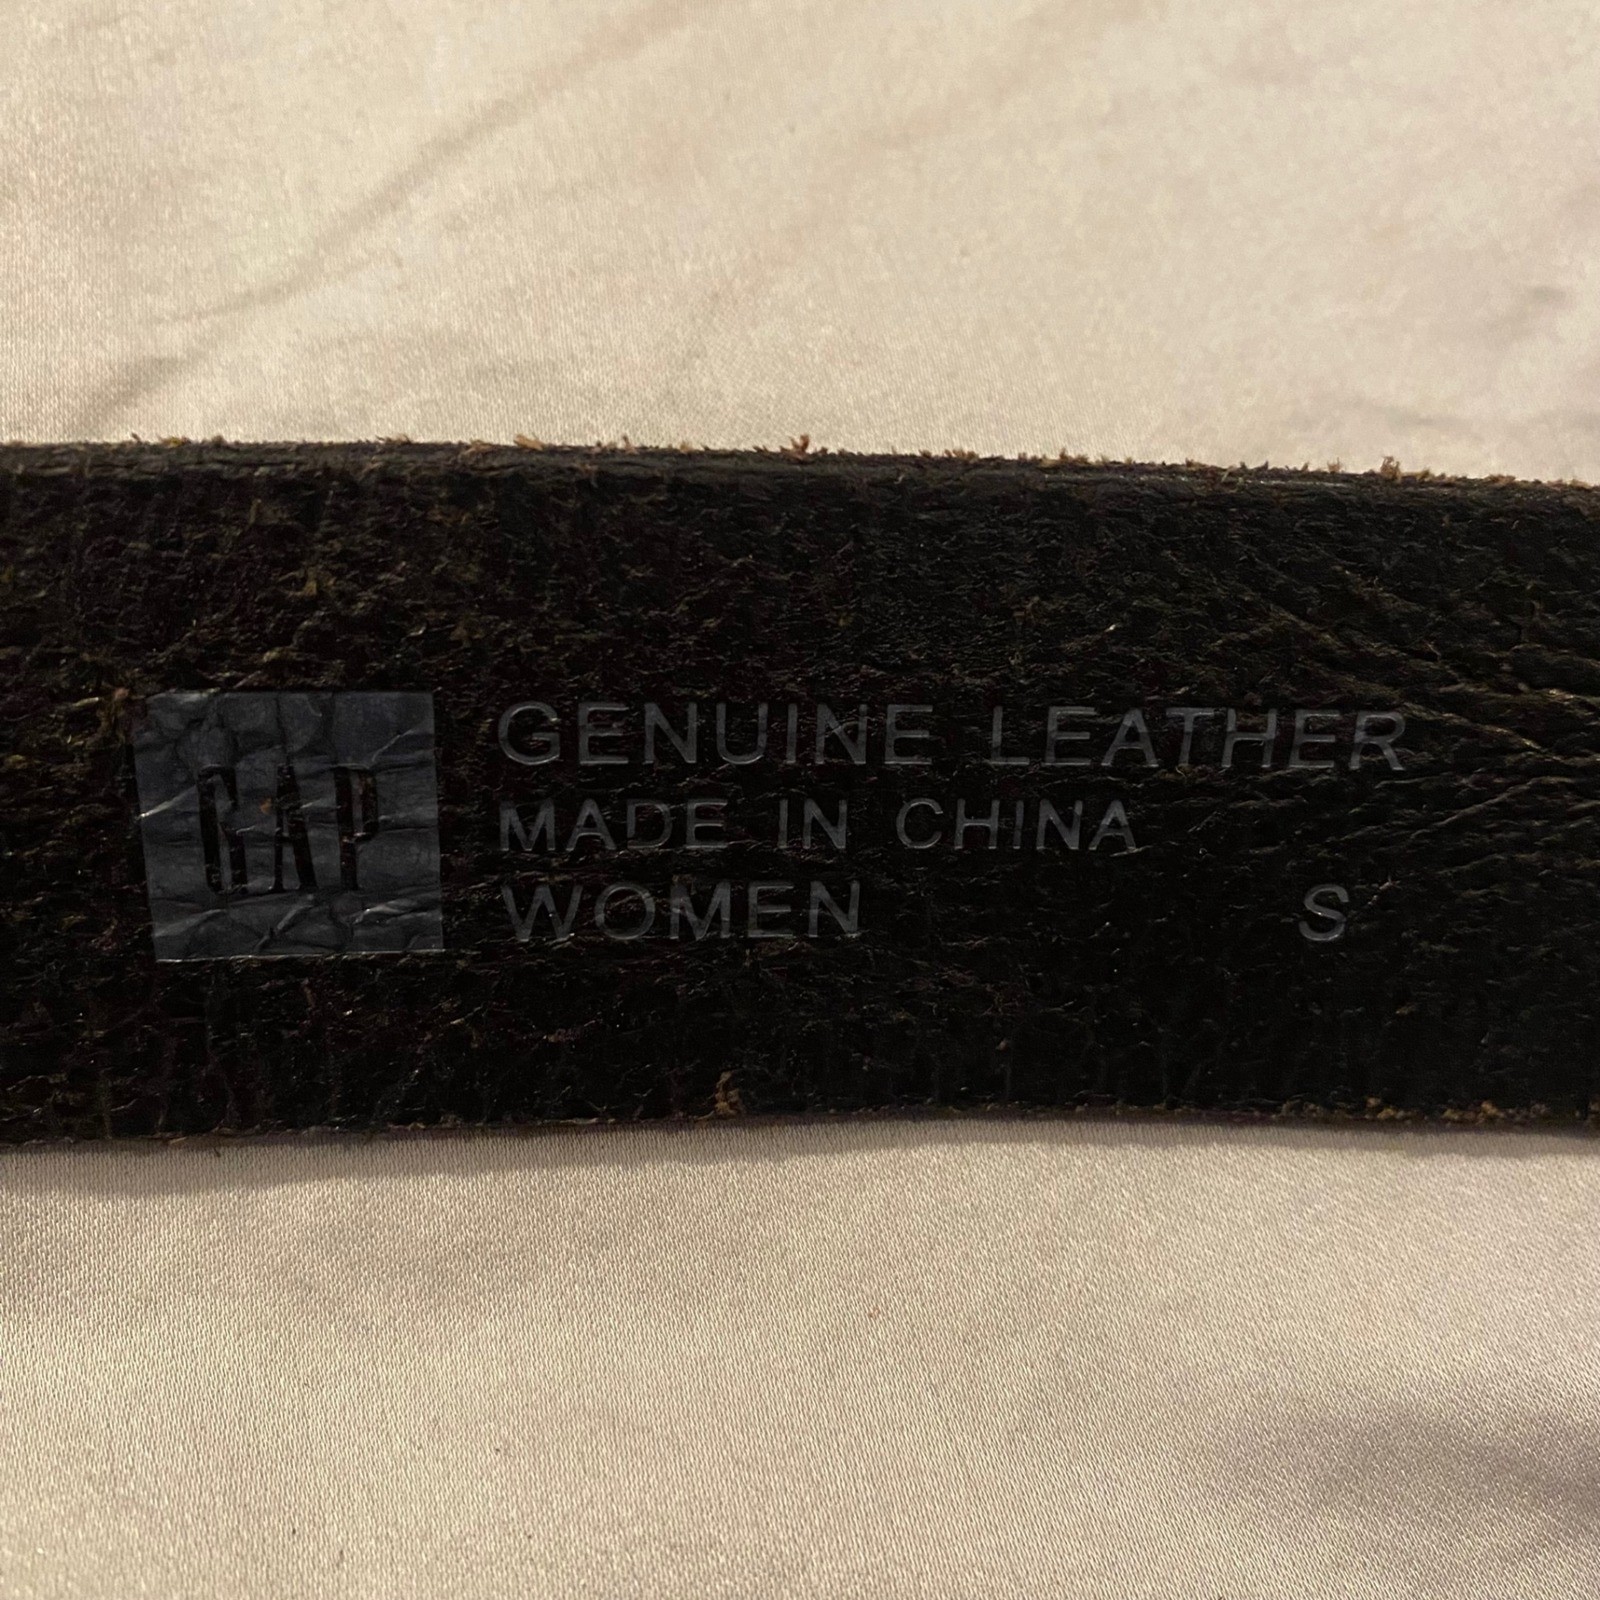 GAP
GENUINE LEATHER
MADE IN CHINA
WOMEN S